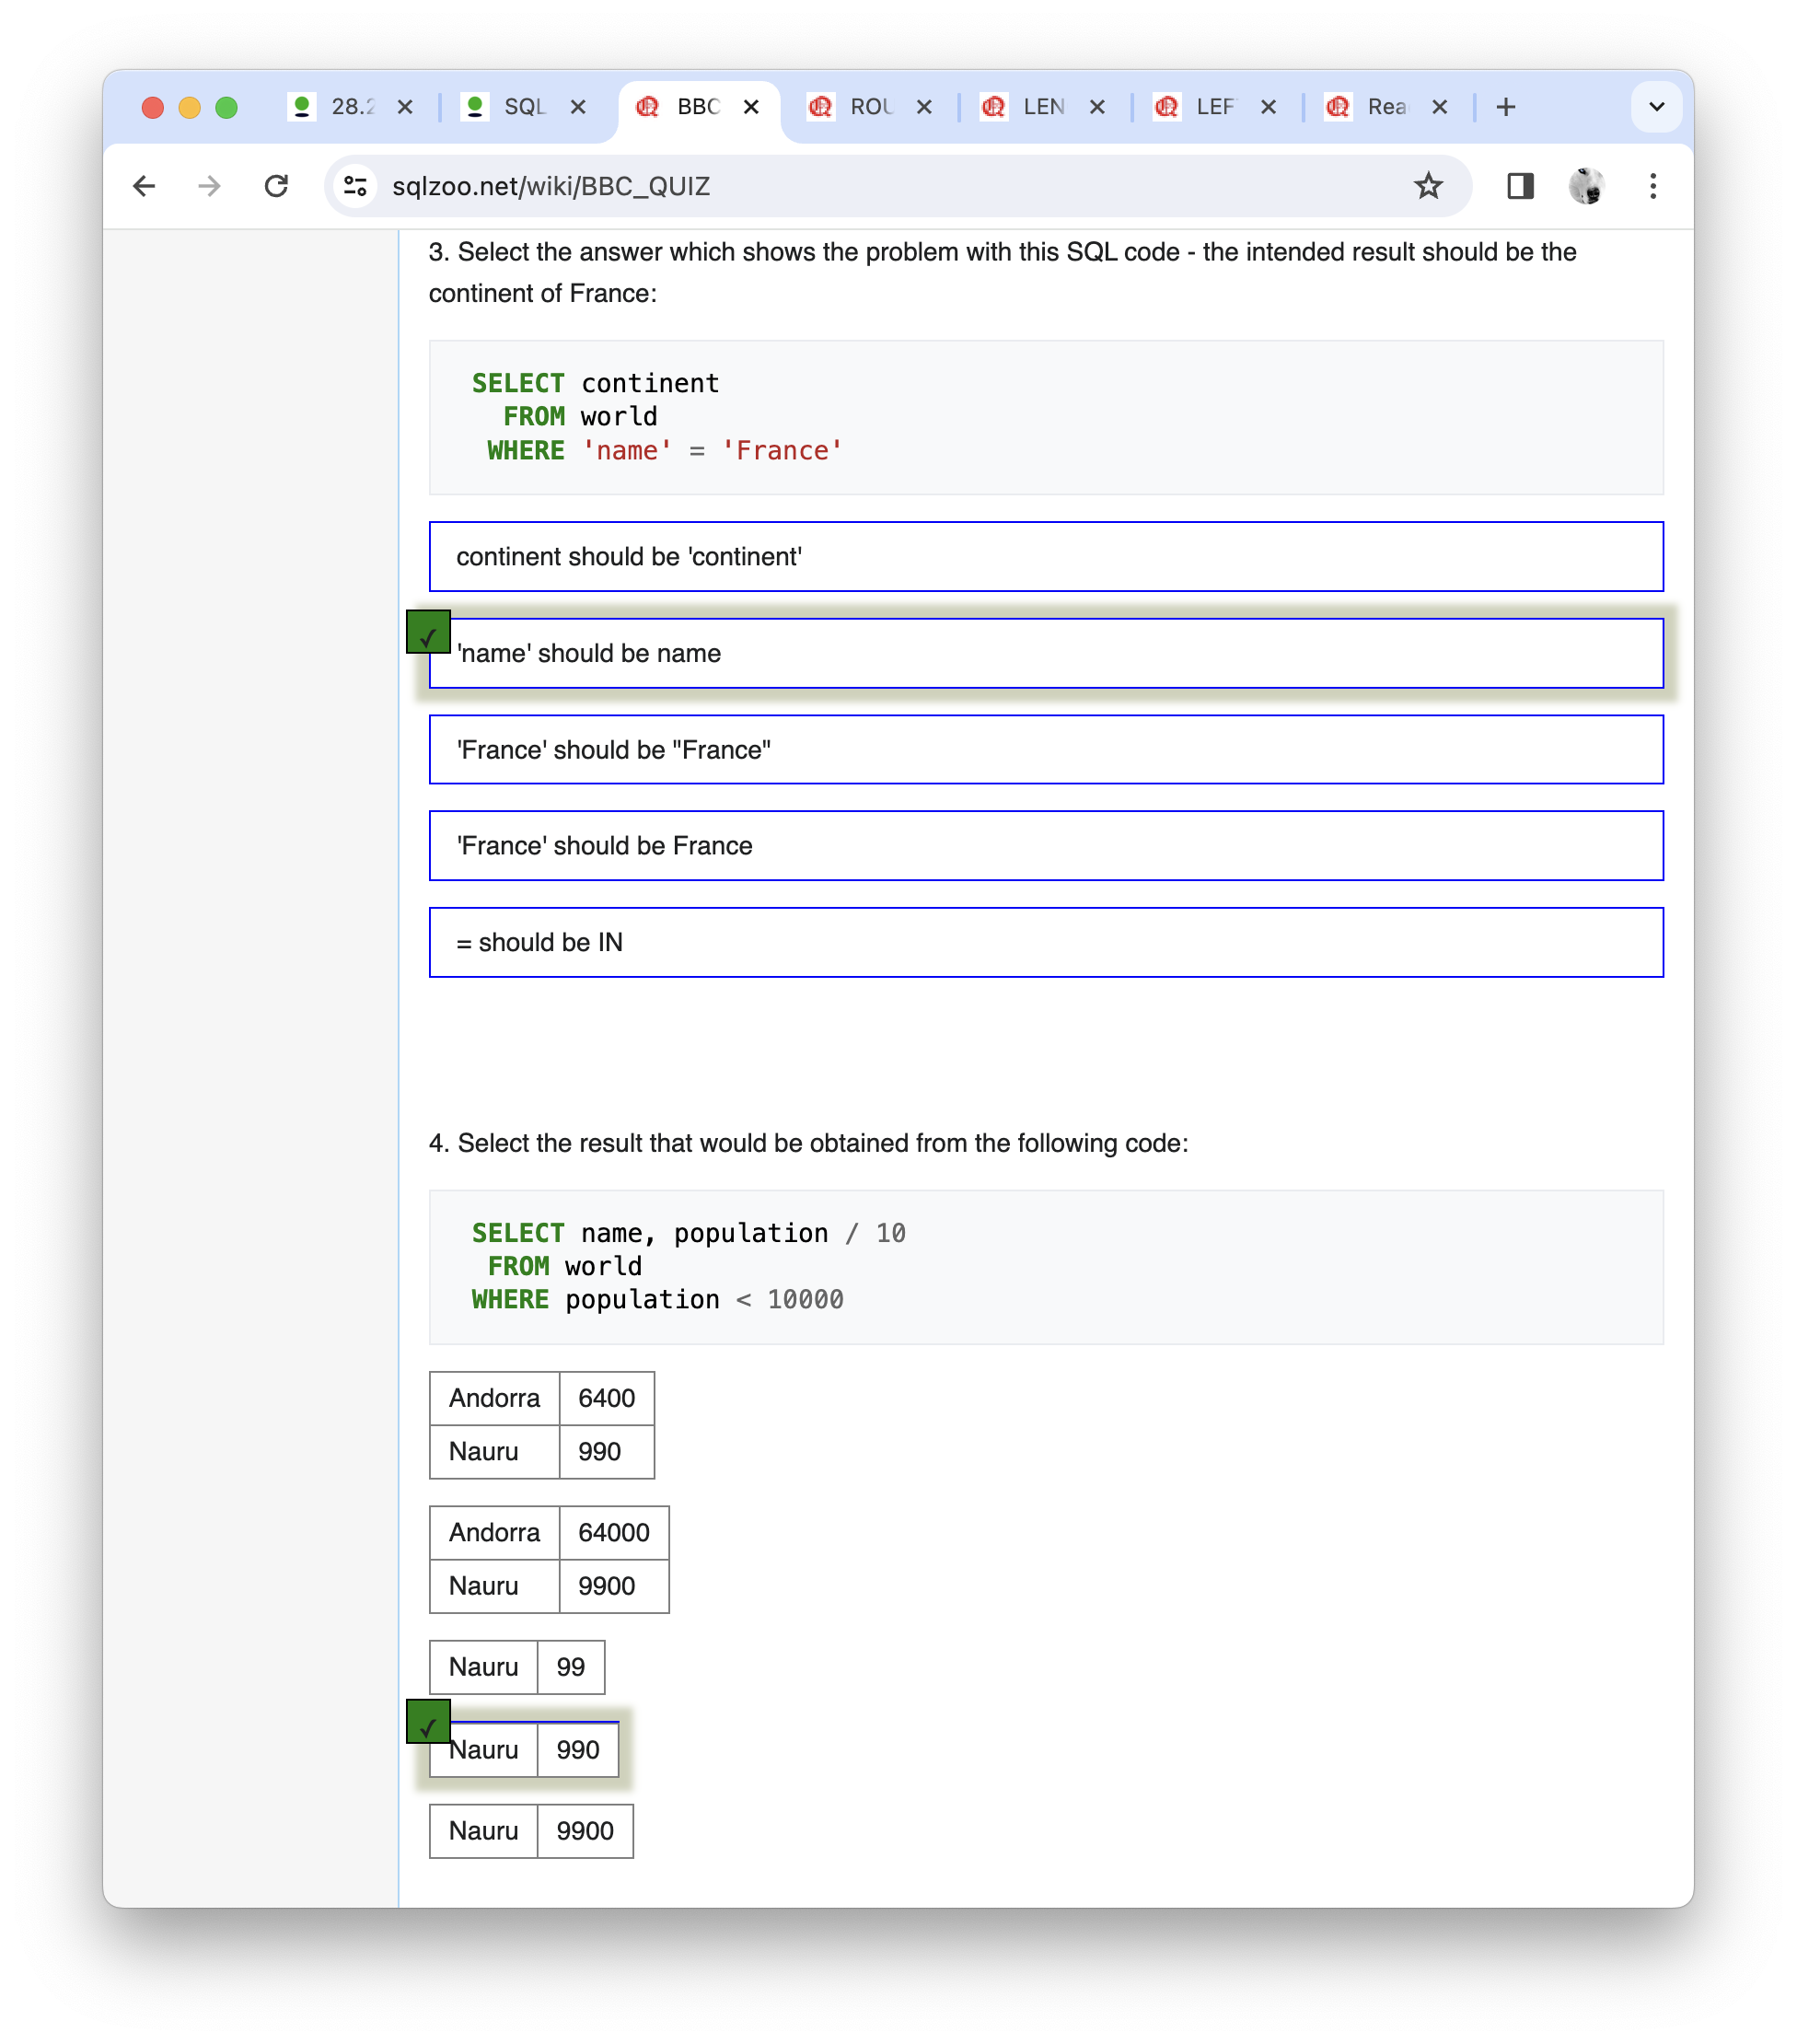 28.2
SQL
BBC
ROU
LEN
LEF
Rea
sqlzoo.net/wiki/BBC_QUIZ
3. Select the answer which shows the problem with this SQL code - the intended result should be the
continent of France:
SELECT continent
FROM world
WHERE 'name' = 'France'
continent should be 'continent'
✓
'name' should be name
'France' should be "France"
'France' should be France
= should be IN
4. Select the result that would be obtained from the following code:
SELECT name, population / 10
FROM world
WHERE population < 10000
Andorra 6400
Nauru 990
Andorra 64000
Nauru 9900
Nauru 99
✓
Nauru 990
Nauru 9900